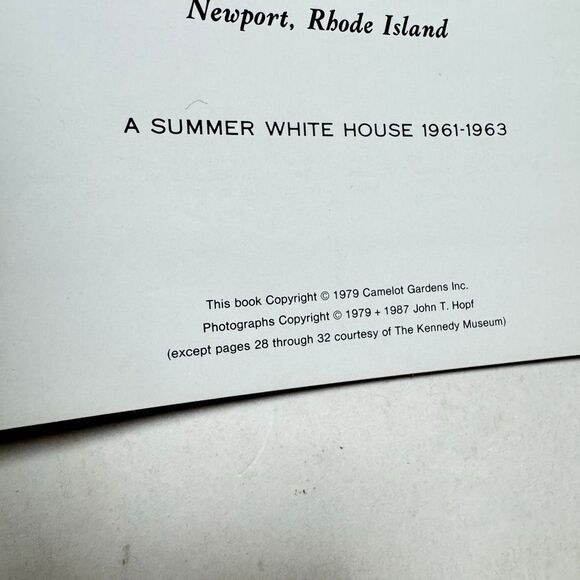 Newport, Rhode Island
A SUMMER WHITE HOUSE 1961-1963
This book Copyright © 1979 Camelot Gardens Inc.
Photographs Copyright © 1979 + 1987 John T. Hopf
(except pages 28 through 32 courtesy of The Kennedy Museum)